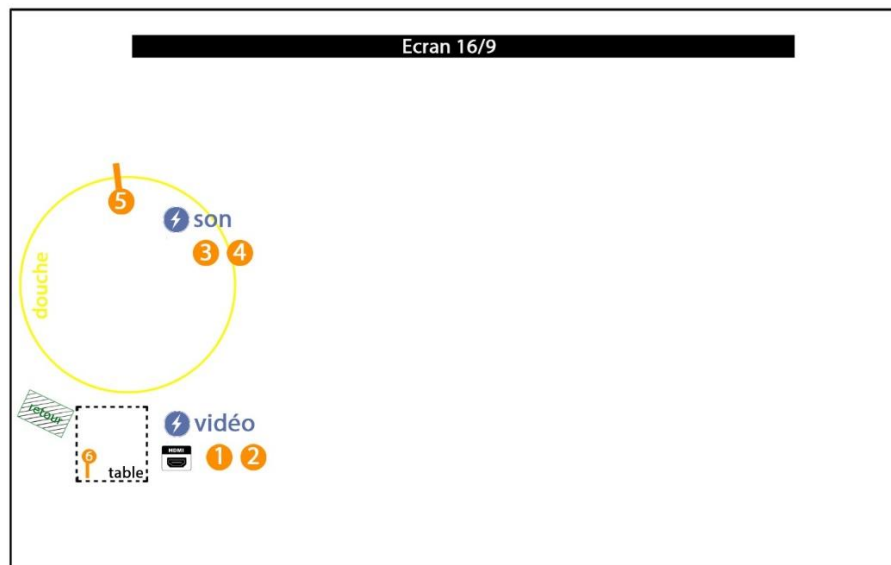 Ecran 16/9
5
son
3 4
douche
retour
vidéo
6
HDMI
1 2
table